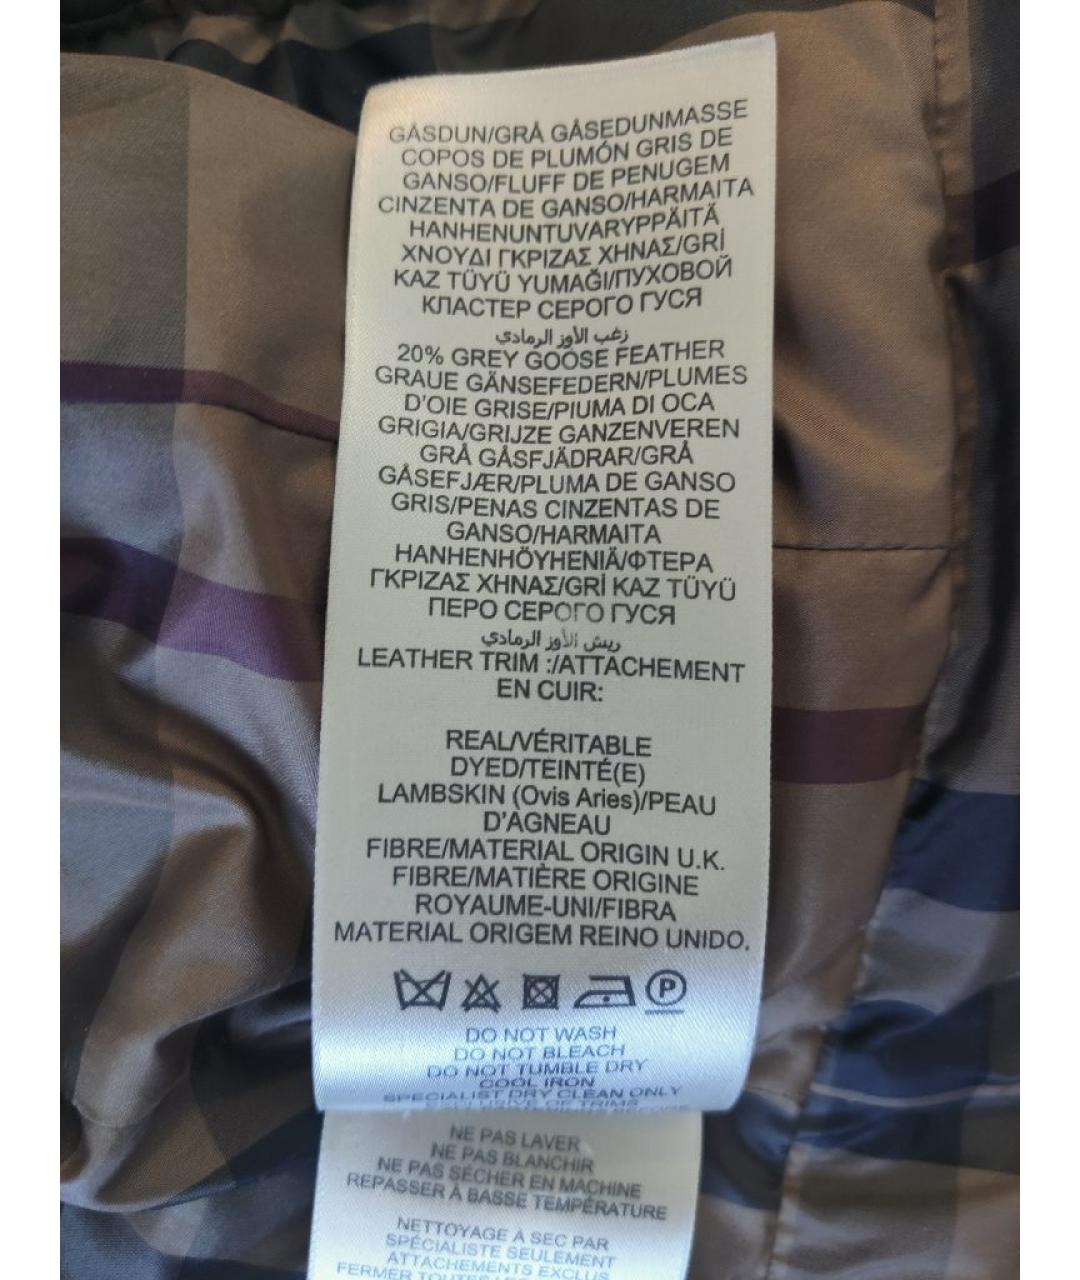 GÅSDUN/GRÅ GÅSEDUNMASSE
COPOS DE PLUMÓN GRIS DE
GANSO/FLUFF DE PENUGEM
CINZENTA DE GANSO/HARMAITA
HANHENUNTUVARYPPÄITÄ
ΧΝΟΥΔΙ ΓΚΡΙΖΑΣ ΧΗΝΑΣ/GRİ
KAZ TÜYÜ YUMAĞI/ПУХОВОЙ
КЛАСТЕР СЕРОГО ГУСЯ
زغب الأوز الرمادي
20% GREY GOOSE FEATHER
GRAUE GÄNSEFEDERN/PLUMES
D'OIE GRISE/PIUMA DI OCA
GRIGIA/GRIJZE GANZENVEREN
GRÅ GÅSFJÄDRAR/GRÅ
GÅSEFJÆR/PLUMA DE GANSO
GRIS/PENAS CINZENTAS DE
GANSO/HARMAITA
HANHENHÖYHENIÄ/ΦΤΕΡΑ
ΓΚΡΙΖΑΣ ΧΗΝΑΣ/GRİ KAZ TÜYÜ
ПЕРО СЕРОГО ГУСЯ
ريش الأوز الرمادي
LEATHER TRIM :/ATTACHEMENT
EN CUIR:
REAL/VÉRITABLE
DYED/TEINTÉ(E)
LAMBSKIN (Ovis Aries)/PEAU
D'AGNEAU
FIBRE/MATERIAL ORIGIN U.K.
FIBRE/MATIÈRE ORIGINE
ROYAUME-UNI/FIBRA
MATERIAL ORIGEM REINO UNIDO.
P
DO NOT WASH
DO NOT BLEACH
DO NOT TUMBLE DRY
COOL IRON
SPECIALIST DRY CLEAN ONLY
EXCLUSIVE OF TRIMS
NE PAS LAVER
NE PAS BLANCHIR
NE PAS SÉCHER EN MACHINE
REPASSER À BASSE TEMPÉRATURE
NETTOYAGE À SEC PAR
SPÉCIALISTE SEULEMENT
ATTACHEMENTS EXCLUS
FERMER TOUTES